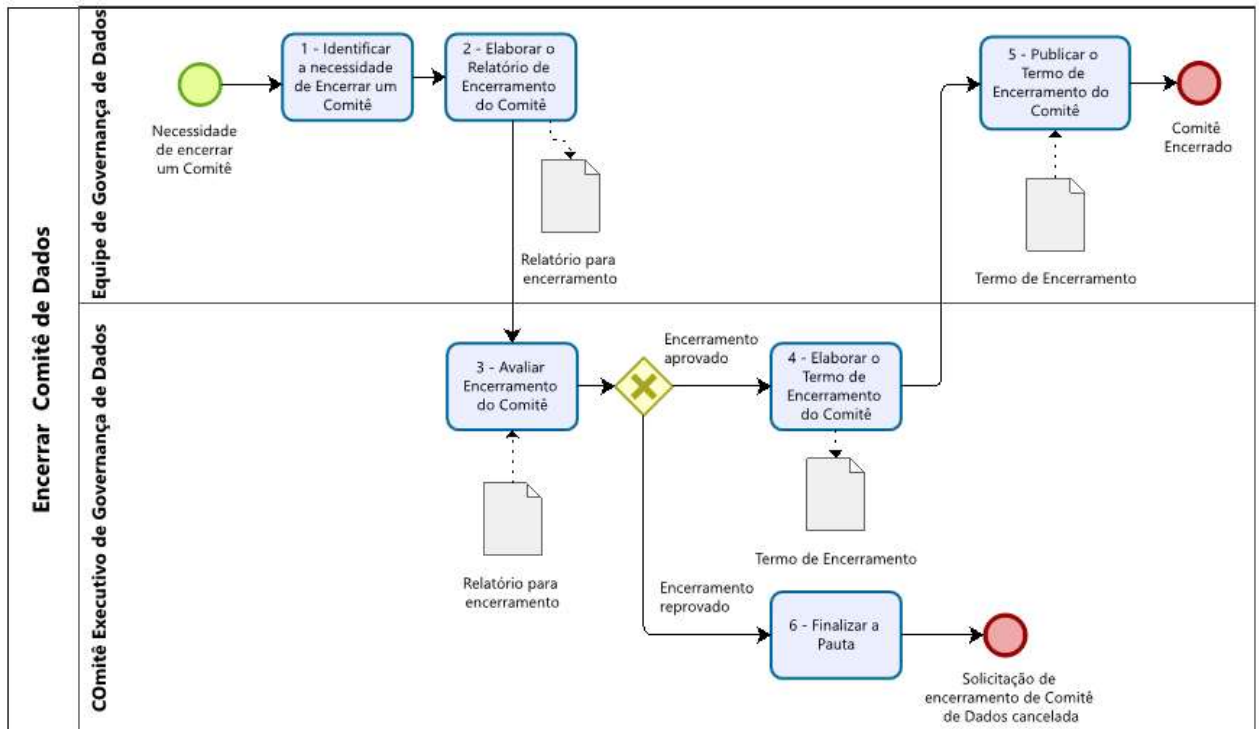 Encerrar Comitê de Dados
Equipe de Governança de Dados
Necessidade
de encerrar
um Comitê
1 - Identificar
a necessidade
de Encerrar um
Comitê
2 - Elaborar o
Relatório de
Encerramento
do Comitê
Relatório para
encerramento
5 - Publicar o
Termo de
Encerramento do
Comitê
Comitê
Encerrado
Termo de Encerramento
COmitê Executivo de Governança de Dados
3 - Avaliar
Encerramento
do Comitê
Relatório para
encerramento
Encerramento
aprovado
4 - Elaborar o
Termo de
Encerramento
do Comitê
Termo de Encerramento
Encerramento
reprovado
6 - Finalizar a
Pauta
Solicitação de
encerramento de Comitê
de Dados cancelada